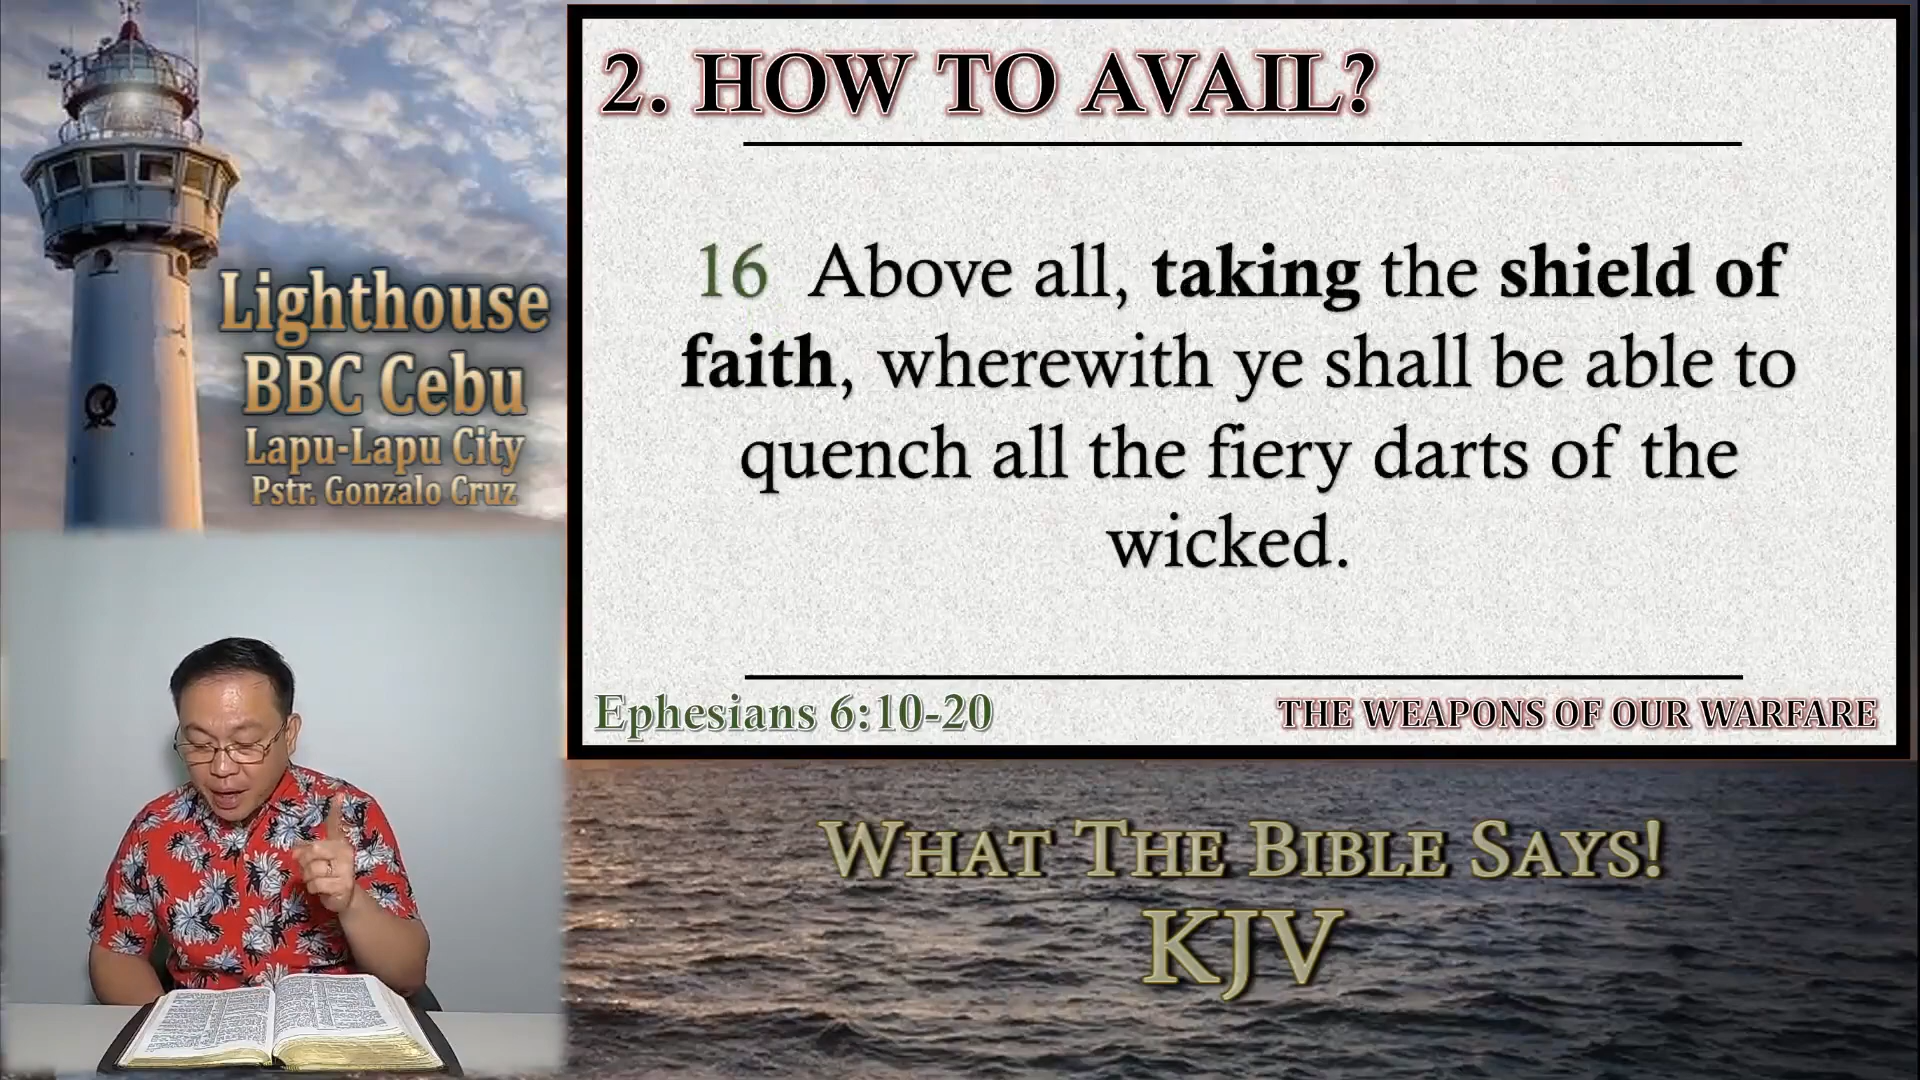 Lighthouse
BBC Cebu
Lapu-Lapu City
Pstr. Gonzalo Cruz
2. HOW TO AVAIL?
16 Above all, taking the shield of
faith, wherewith ye shall be able to
quench all the fiery darts of the
wicked.
Ephesians 6:10-20
THE WEAPONS OF OUR WARFARE
WHAT THE BIBLE SAYS!
KJV